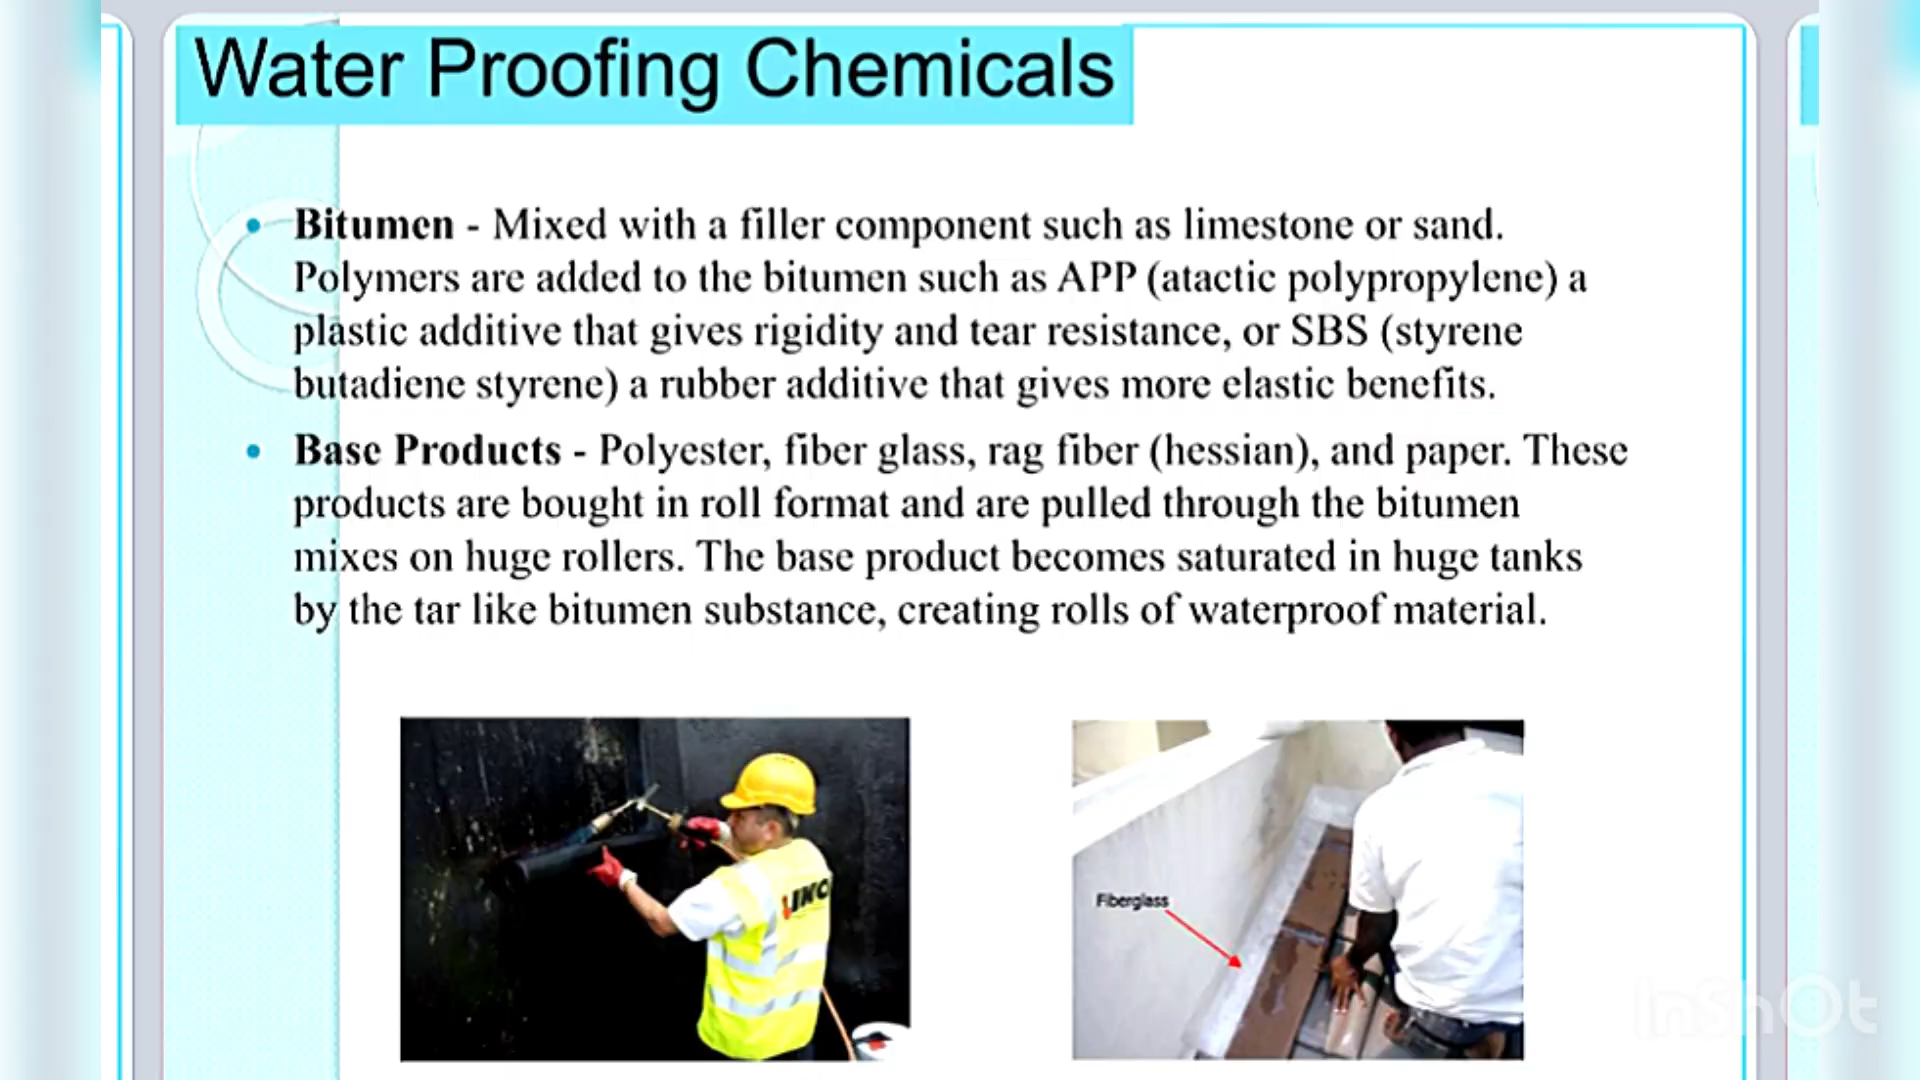 Water Proofing Chemicals
• Bitumen - Mixed with a filler component such as limestone or sand.
Polymers are added to the bitumen such as APP (atactic polypropylene) a
plastic additive that gives rigidity and tear resistance, or SBS (styrene
butadiene styrene) a rubber additive that gives more elastic benefits.
• Base Products - Polyester, fiber glass, rag fiber (hessian), and paper. These
products are bought in roll format and are pulled through the bitumen
mixes on huge rollers. The base product becomes saturated in huge tanks
by the tar like bitumen substance, creating rolls of waterproof material.
Fiberglass
InShOt